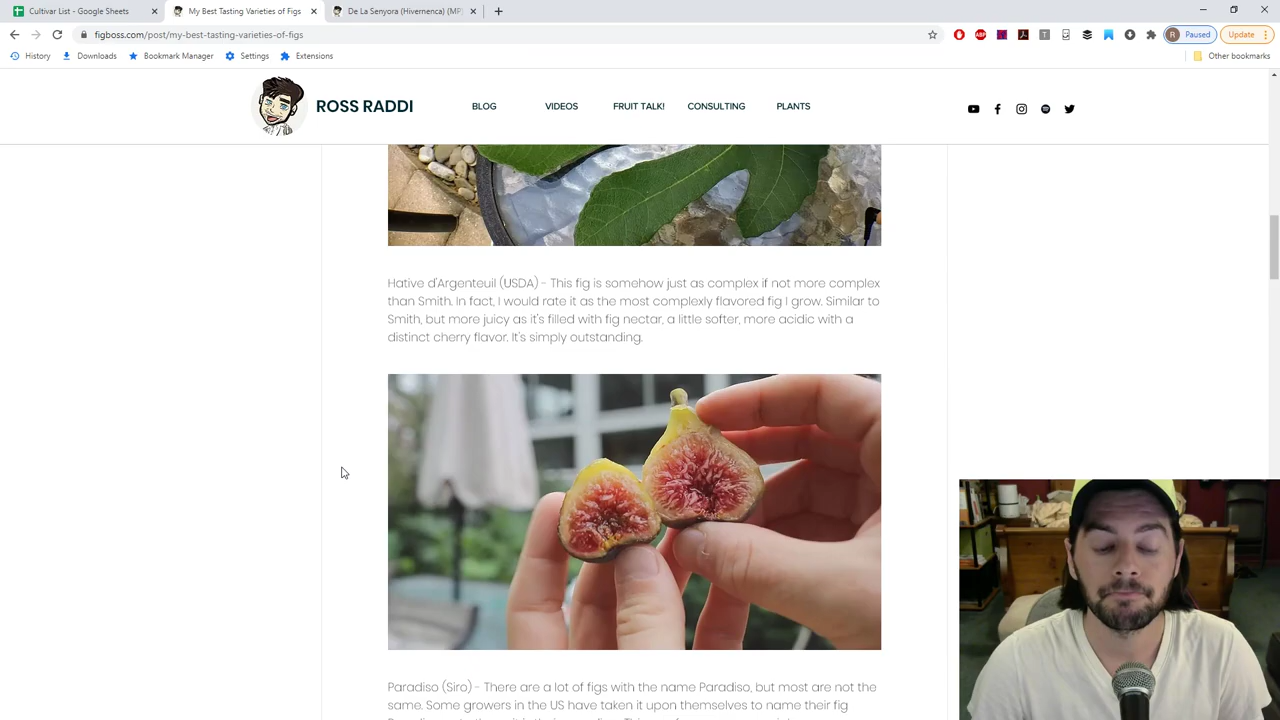 Cultivar List - Google Sheets
My Best Tasting Varieties of Figs
De La Senyora (Hivernenca) {MP
figboss.com/post/my-best-tasting-varieties-of-figs
Paused
Update
History
Downloads
Bookmark Manager
Settings
Extensions
Other bookmarks
ROSS RADDI
BLOG
VIDEOS
FRUIT TALK!
CONSULTING
PLANTS
Hative d'Argenteuil (USDA) - This fig is somehow just as complex if not more complex
than Smith. In fact, I would rate it as the most complexly flavored fig I grow. Similar to
Smith, but more juicy as it's filled with fig nectar, a little softer, more acidic with a
distinct cherry flavor. It's simply outstanding.
Paradiso (Siro) - There are a lot of figs with the name Paradiso, but most are not the
same. Some growers in the US have taken it upon themselves to name their fig